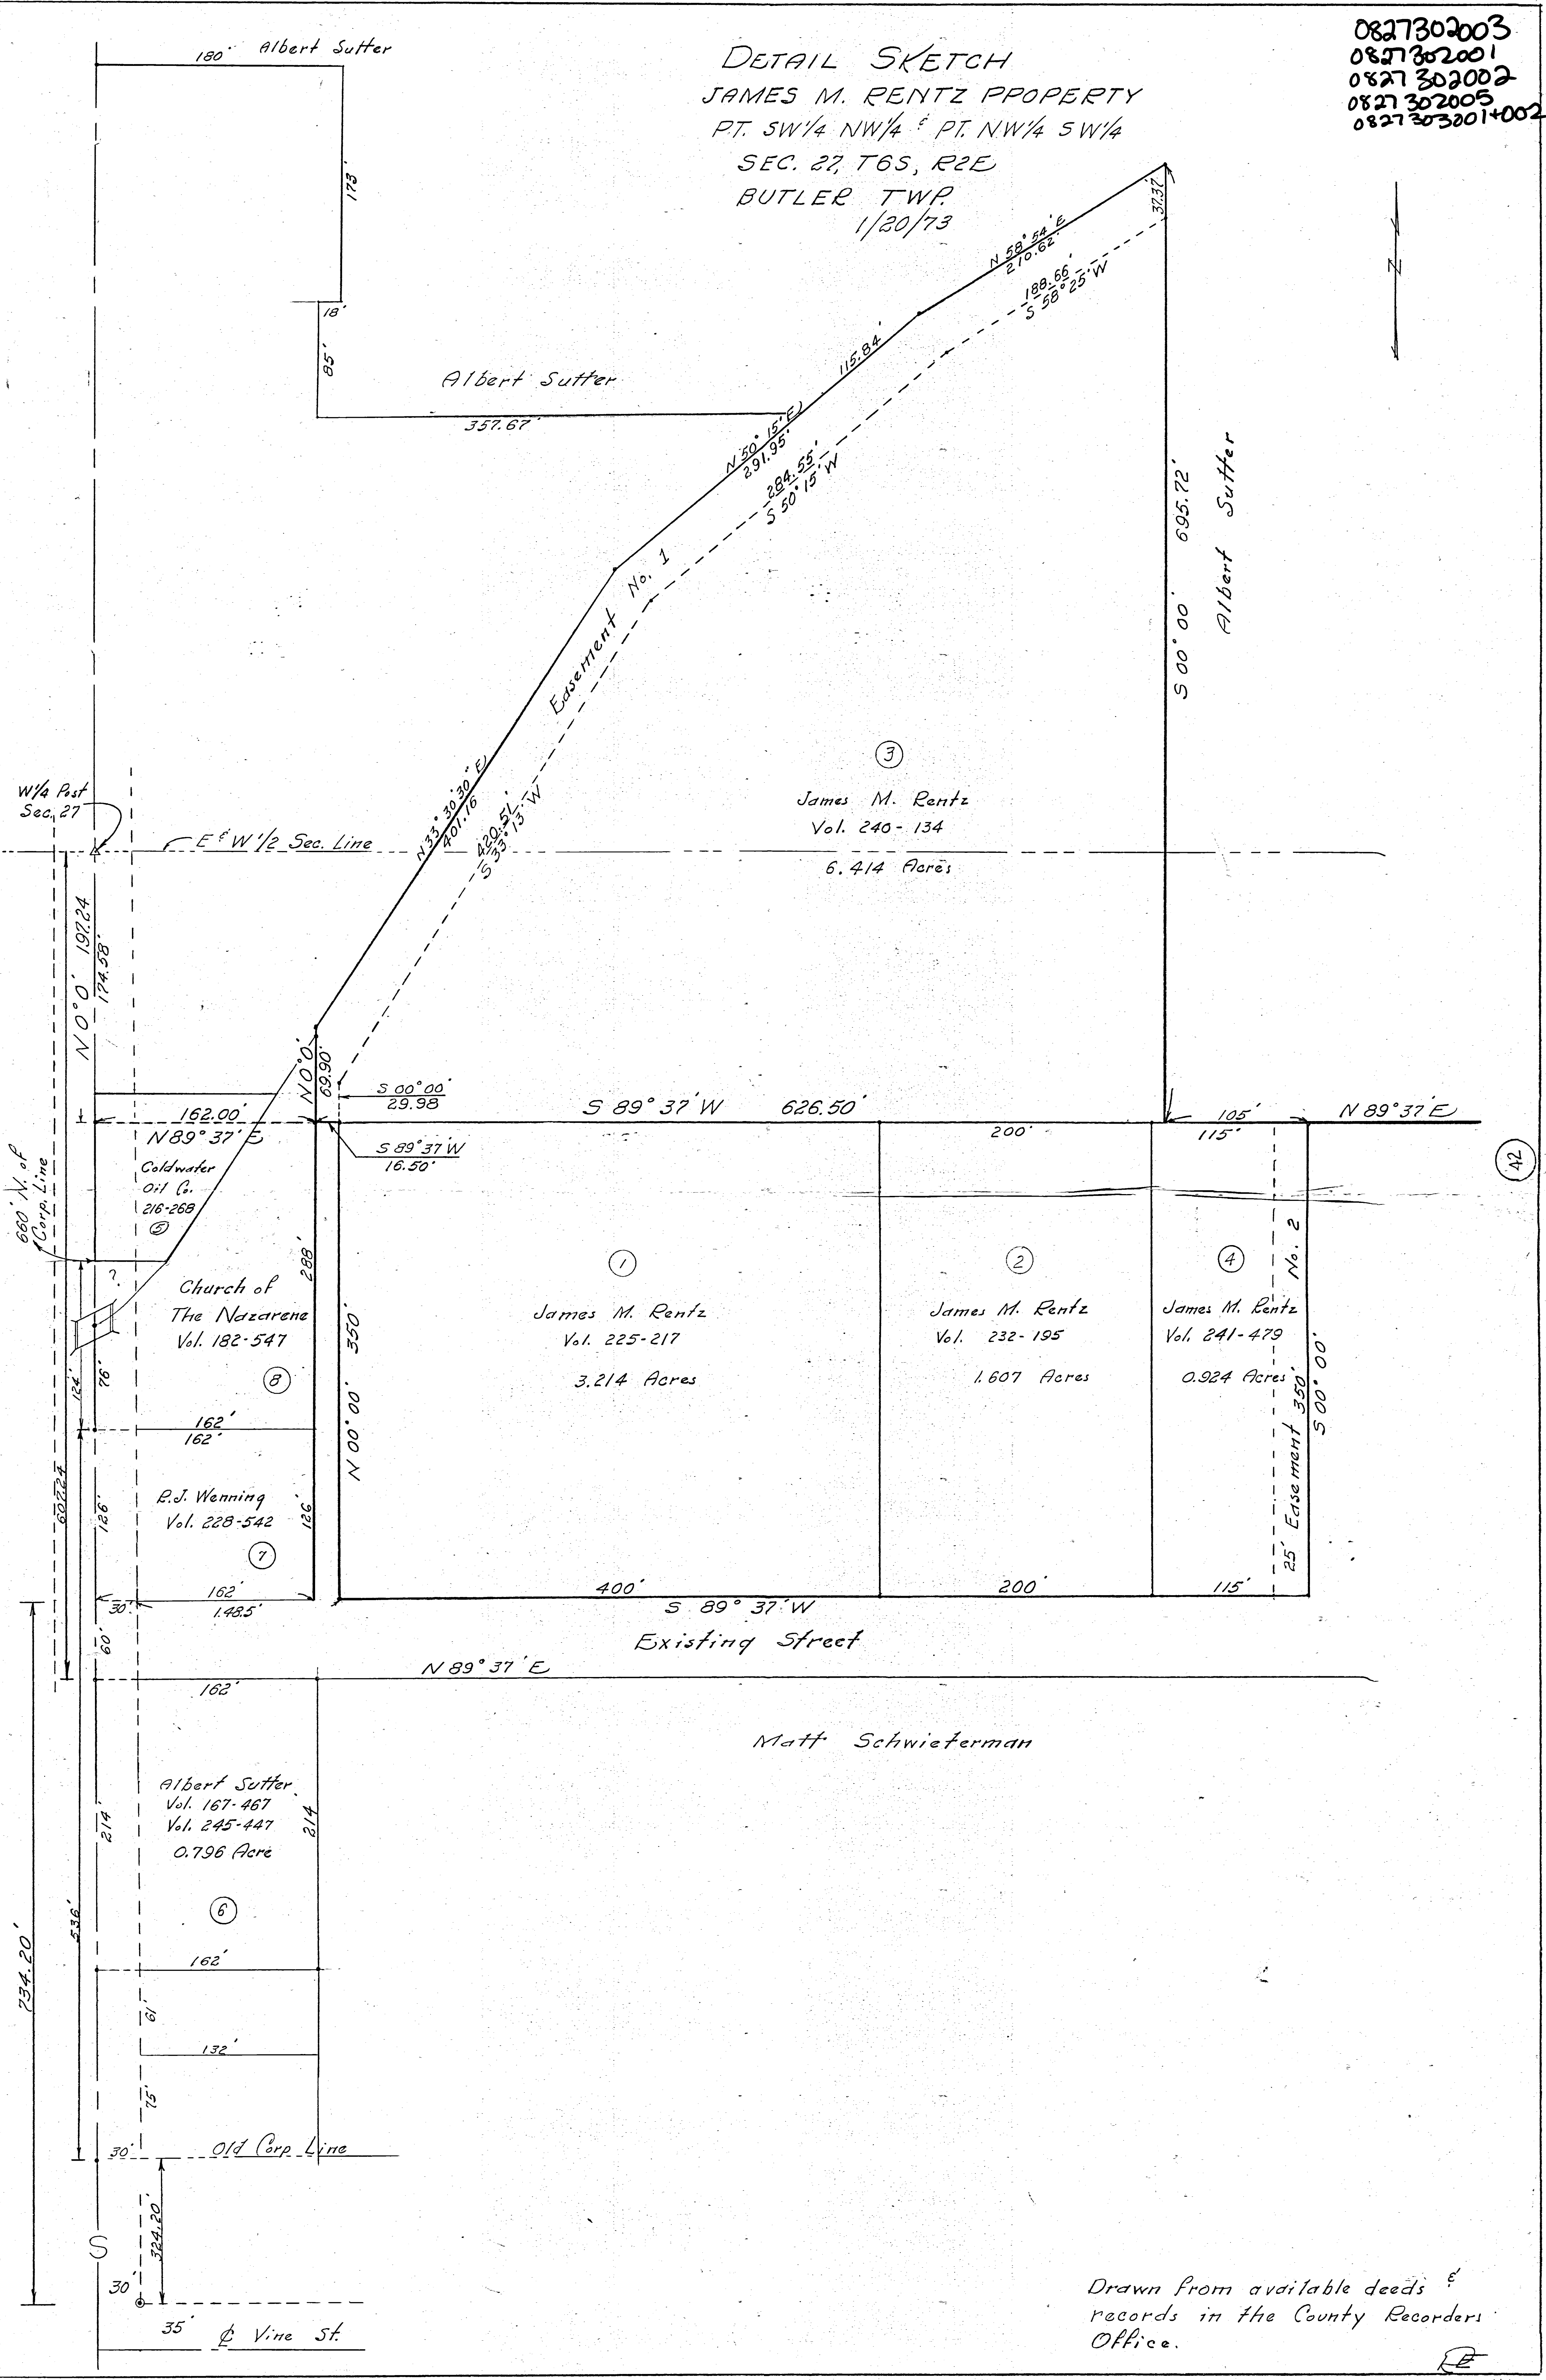 0827302003
0827302001
0827302002
0827302005
0827303001+002
DETAIL SKETCH
JAMES M. RENTZ PROPERTY
PT. SW 1/4 NW 1/4 & PT. NW 1/4 SW 1/4
SEC. 27, T6S, R2E
BUTLER TWP.
1/20/73
180' Albert Sutter
173'
18'
85'
Albert Sutter
357.67'
N 58° 54' E
210.62'
37.37'
188.66'
S 58° 25' W
115.84'
N 50° 15' E
291.95'
284.55'
S 50° 15' W
Easement No. 1
S 00° 00' 695.72'
Albert Sutter
3
James M. Rentz
Vol. 240-134
6.414 Acres
W 1/4 Post
Sec. 27
E & W 1/2 Sec. Line
N 33° 30' 30" E
401.16
420.51'
S 33° 13' W
N 0° 0' 197.24
174.58'
N 0° 0'
69.90'
S 00° 00'
29.98
S 89° 37' W 626.50'
105'
N 89° 37' E
162.00'
N 89° 37' E
S 89° 37' W
16.50'
200'
115'
42
Coldwater
Oil Co.
216-268
5
660' N. of
Corp. Line
?
Church of
The Nazarene
Vol. 182-547
8
288'
350'
N 00° 00'
1
James M. Rentz
Vol. 225-217
3.214 Acres
2
James M. Rentz
Vol. 232-195
1.607 Acres
4
James M. Rentz
Vol. 241-479
0.924 Acres
25' Easement No. 2
350'
S 00° 00'
124'
76'
162'
162'
607.24
126'
R.J. Wenning
Vol. 228-542
126'
7
30'
162'
148.5'
400'
200'
115'
S 89° 37' W
Existing Street
60'
N 89° 37' E
162'
Matt Schwieterman
Albert Sutter
Vol. 167-467
Vol. 245-447
0.796 Acre
214'
214'
6
536'
734.20'
162'
61'
132'
75'
30'
Old Corp. Line
324.20'
S
30'
35' ℄ Vine St.
Drawn from available deeds &
records in the County Recorders
Office.